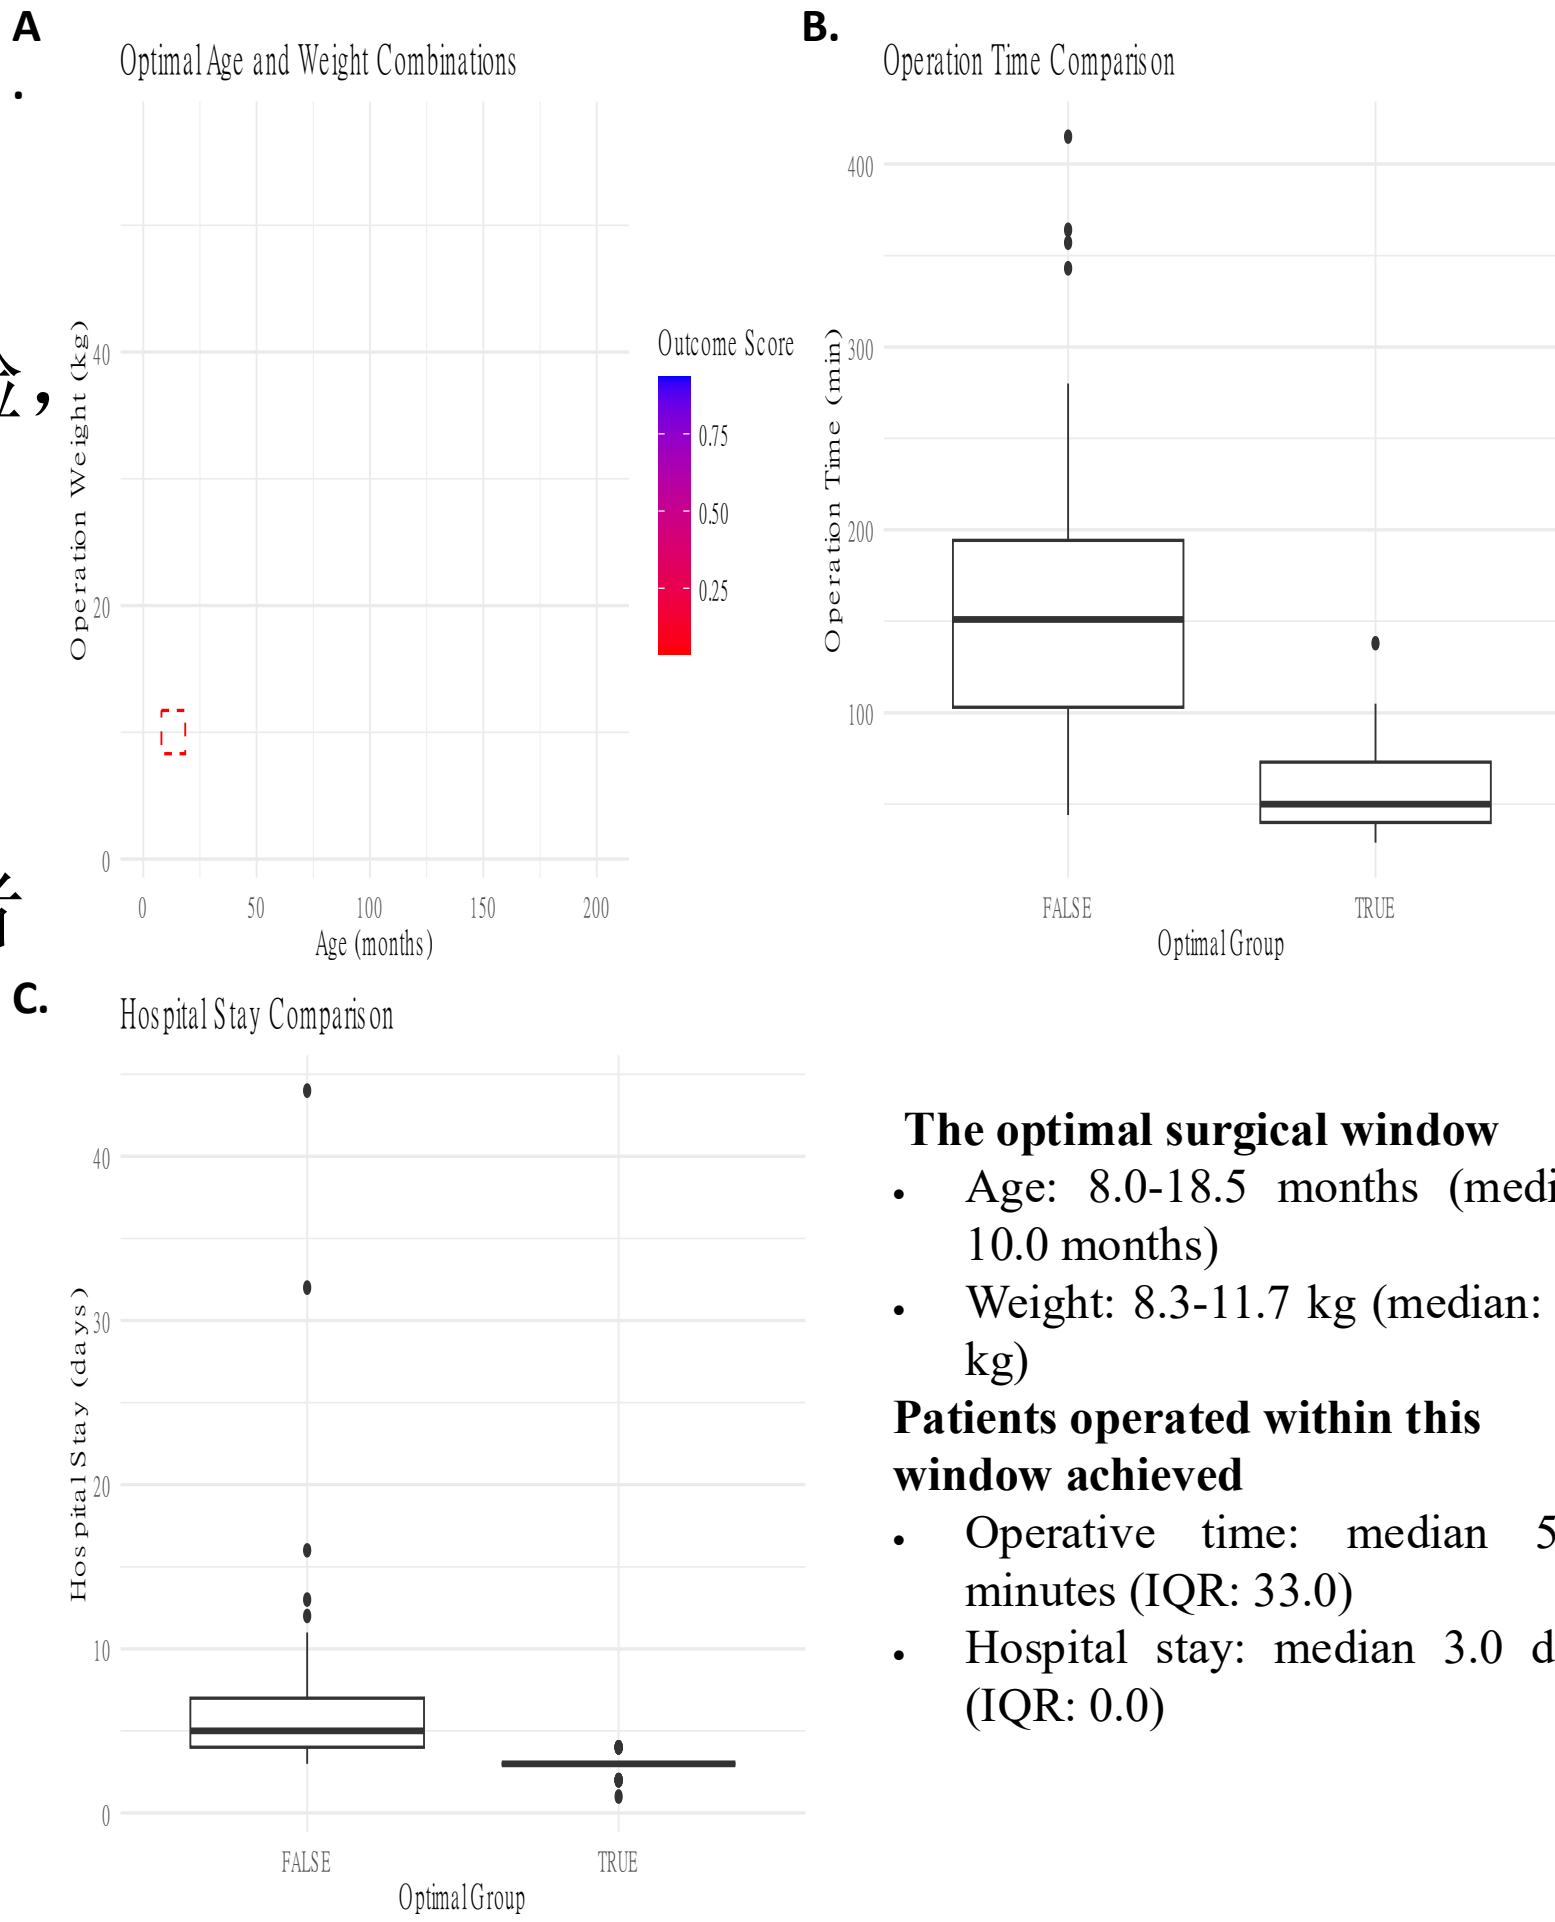 A
.
Optimal Age and Weight Combinations
Operation Weight (kg)
40
20
0
0 50 100 150 200
Age (months)
Outcome Score
0.75
0.50
0.25
B.
Operation Time Comparison
Operation Time (min)
400
300
200
100
FALSE TRUE
Optimal Group
,
C.
Hospital Stay Comparison
Hospital Stay (days)
40
30
20
10
0
FALSE TRUE
Optimal Group
The optimal surgical window
• Age: 8.0-18.5 months (medi
10.0 months)
• Weight: 8.3-11.7 kg (median:
kg)
Patients operated within this
window achieved
• Operative time: median 5
minutes (IQR: 33.0)
• Hospital stay: median 3.0 d
(IQR: 0.0)